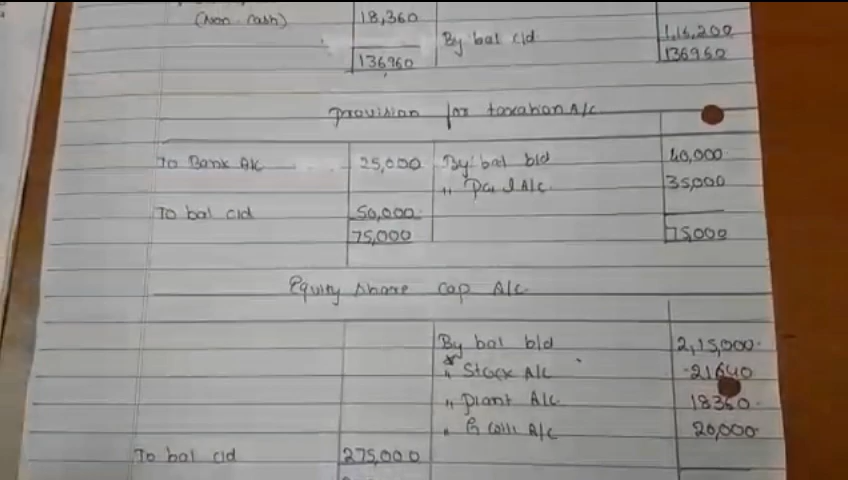 (Non. Cash) 18,360
By bal c/d 1,16,200
136960 136960
Provision for taxation A/c
To Bank A/c 25,000 By bal b/d 40,000
" P and A/c 35,000
To bal c/d 50,000
75,000 75,000
Equity Share cap A/c
By bal b/d 2,15,000
" Stock A/c 21640
" Plant A/c 18360
" A/c 20,000
To bal c/d 275,000